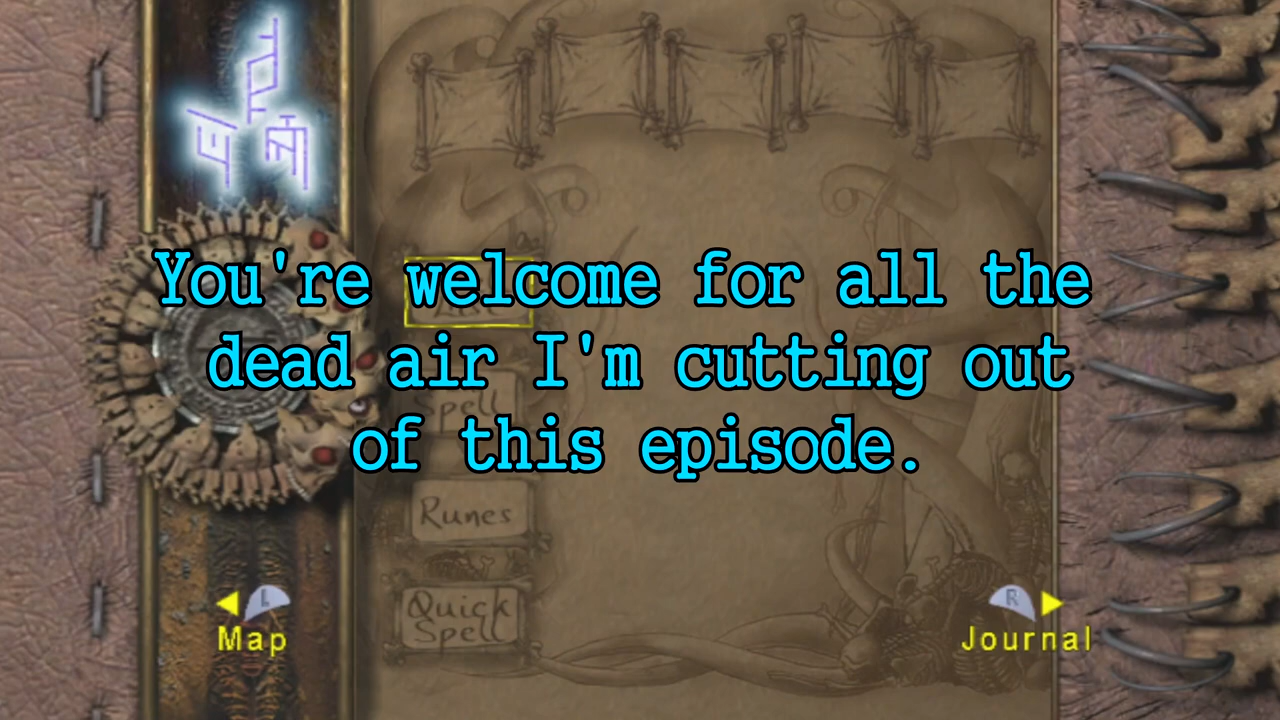 You're welcome for all the
dead air I'm cutting out
of this episode.
Spell
Runes
Quick
Spell
L
Map
R
Journal